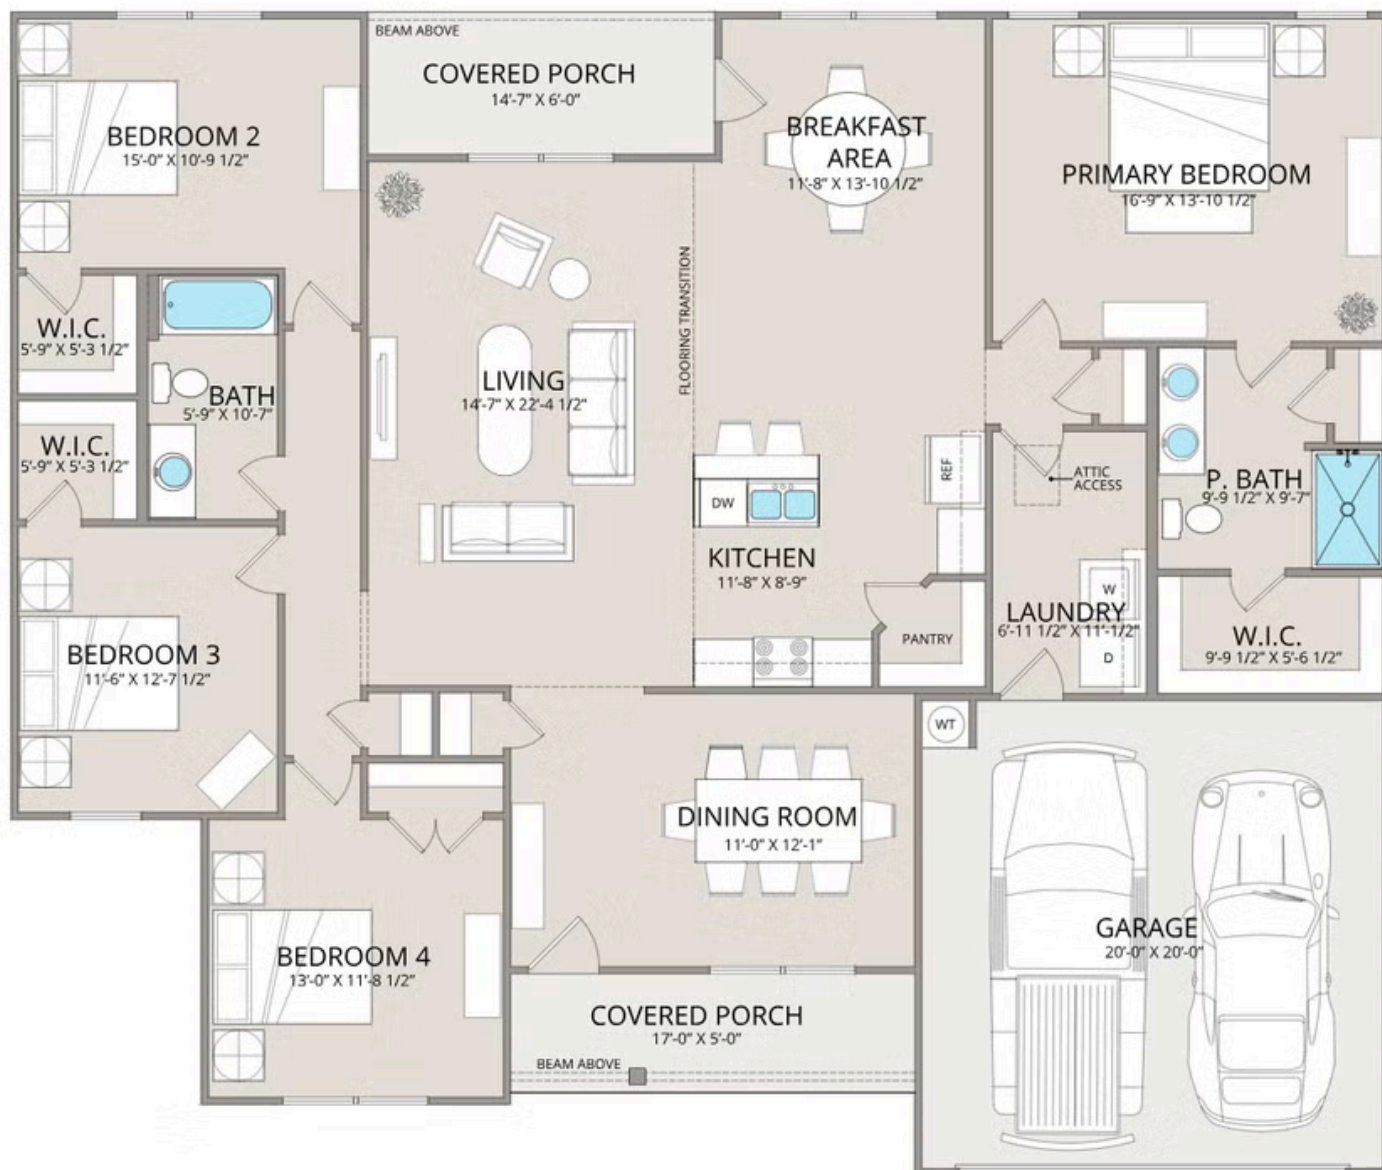 BEDROOM 2
15'-0" X 10'-9 1/2"
BEAM ABOVE
COVERED PORCH
14'-7" X 6'-0"
BREAKFAST
AREA
11'-8" X 13'-10 1/2"
PRIMARY BEDROOM
16'-9" X 13'-10 1/2"
W.I.C.
5'-9" X 5'-3 1/2"
BATH
5'-9" X 10'-7"
W.I.C.
5'-9" X 5'-3 1/2"
LIVING
14'-7" X 22'-4 1/2"
FLOORING TRANSITION
DW
REF
KITCHEN
11'-8" X 8'-9"
PANTRY
ATTIC
ACCESS
P. BATH
9'-9 1/2" X 9'-7"
W
LAUNDRY
6'-11 1/2" X 11'-1/2"
D
W.I.C.
9'-9 1/2" X 5'-6 1/2"
BEDROOM 3
11'-6" X 12'-7 1/2"
WT
DINING ROOM
11'-0" X 12'-1"
BEDROOM 4
13'-0" X 11'-8 1/2"
GARAGE
20'-0" X 20'-0"
COVERED PORCH
17'-0" X 5'-0"
BEAM ABOVE